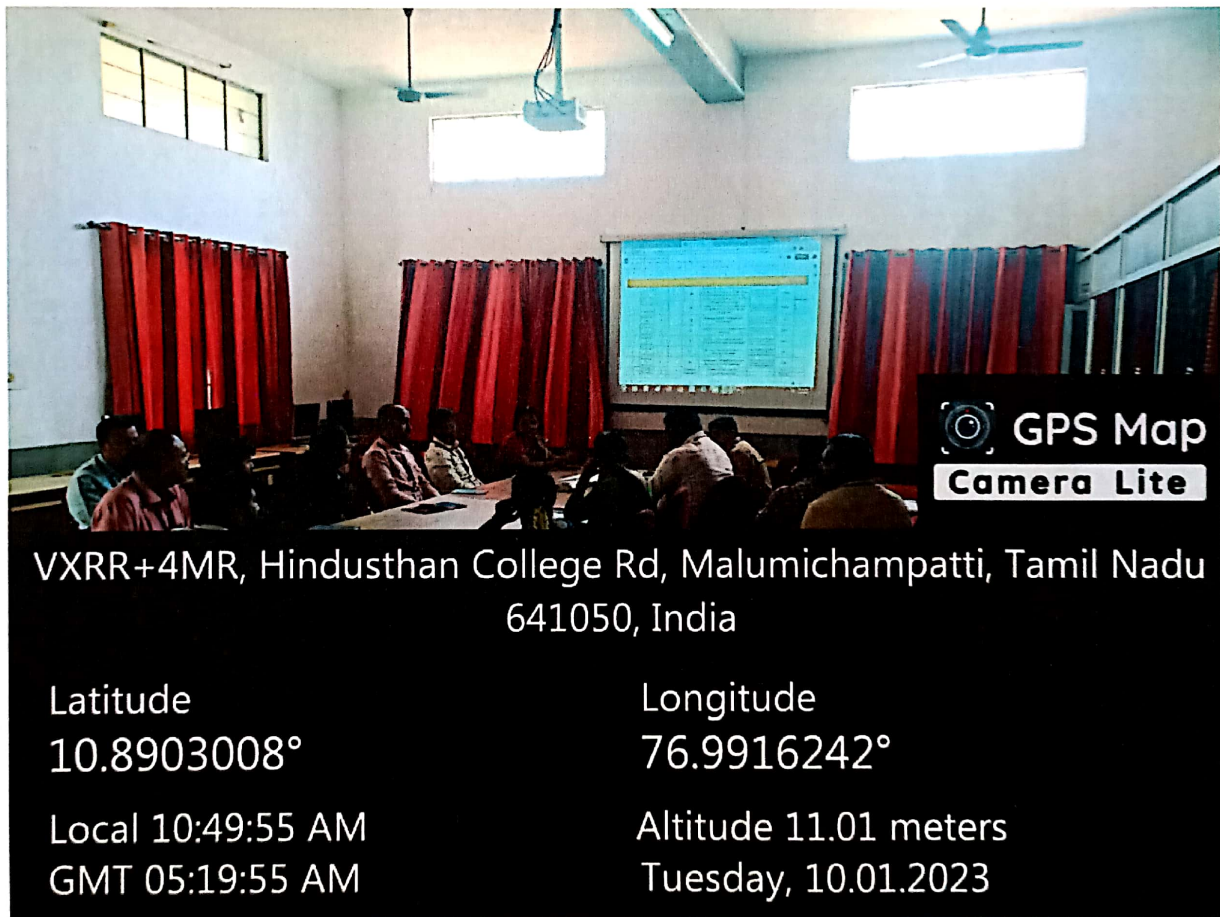 GPS Map
Camera Lite
VXRR+4MR, Hindusthan College Rd, Malumichampatti, Tamil Nadu
641050, India
Latitude
10.8903008°
Longitude
76.9916242°
Local 10:49:55 AM
GMT 05:19:55 AM
Altitude 11.01 meters
Tuesday, 10.01.2023